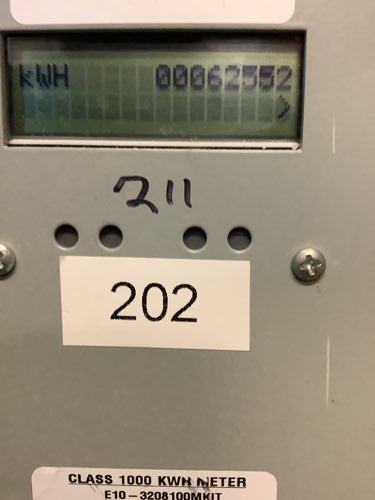 kWH 00062552
>
211
202
CLASS 1000 KWH METER
E10-3208100MKIT